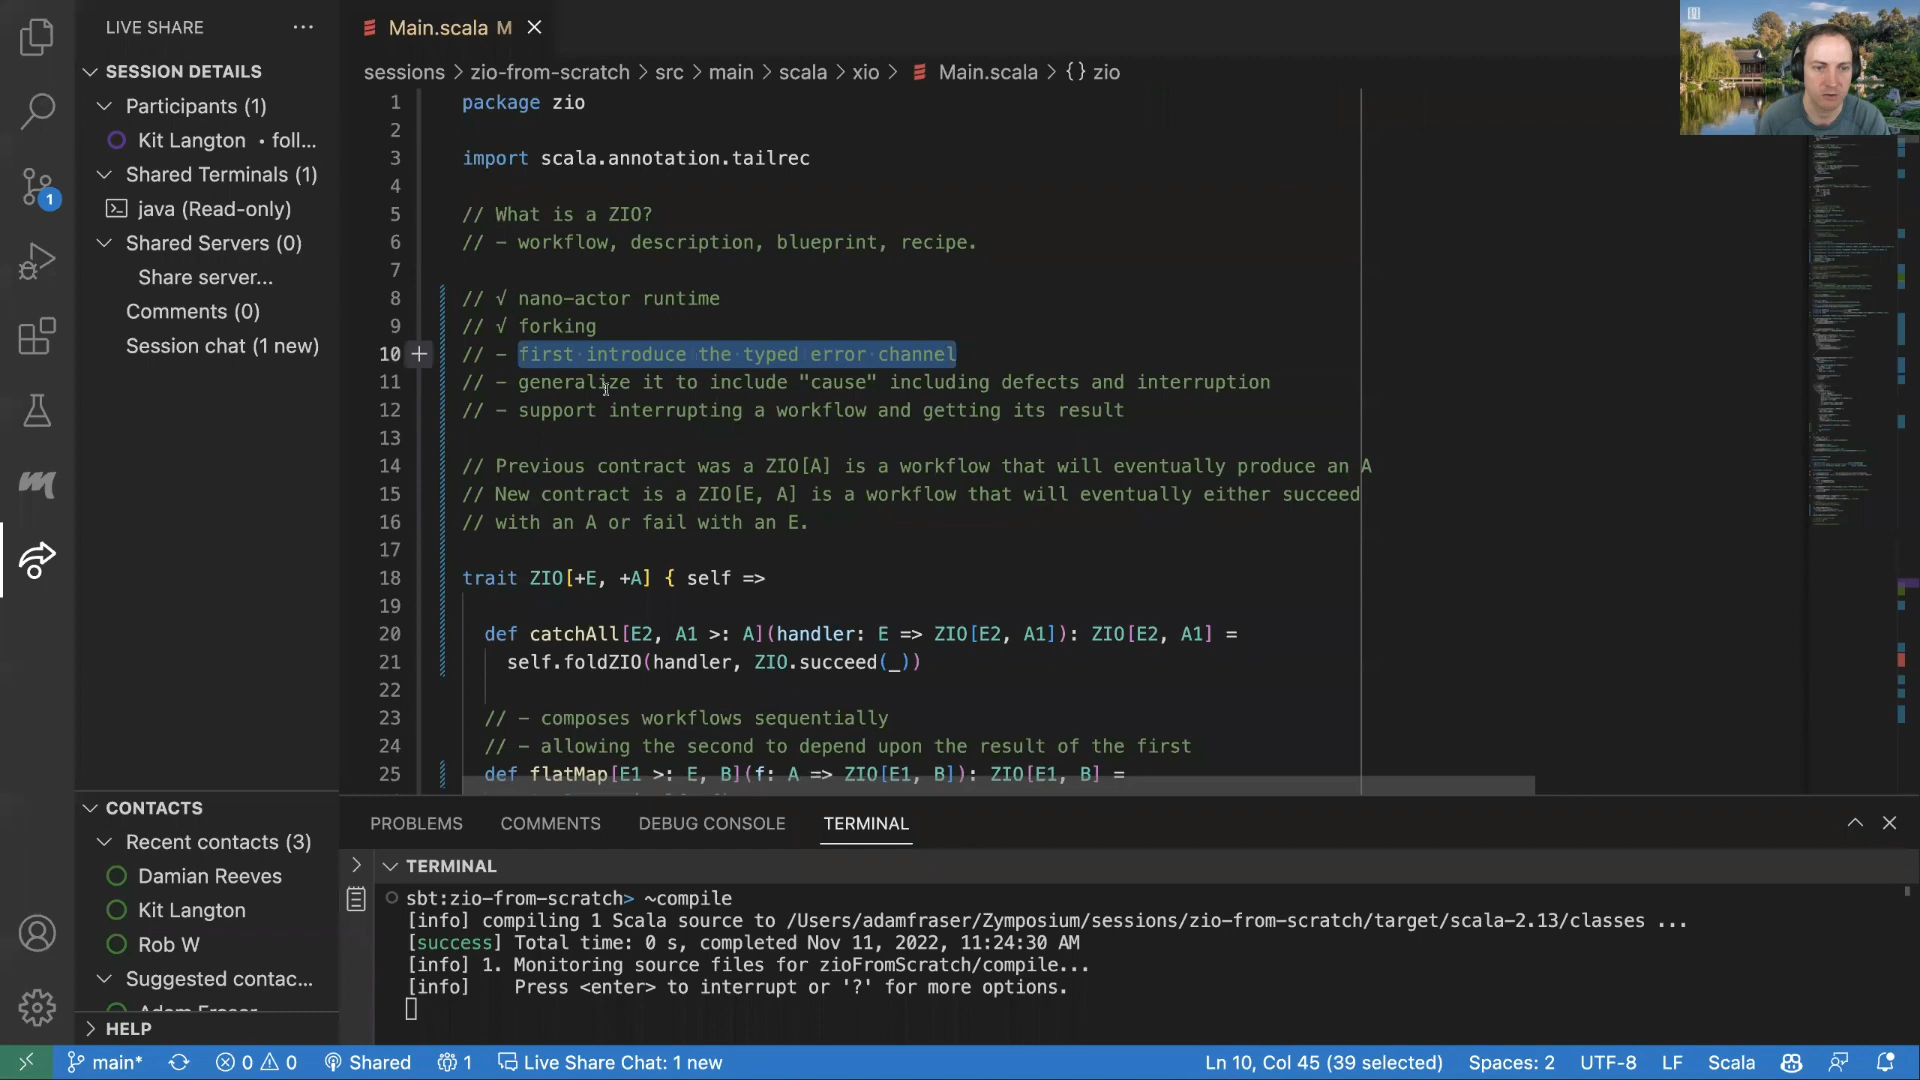 LIVE SHARE
SESSION DETAILS
Participants (1)
Kit Langton • foll...
Shared Terminals (1)
java (Read-only)
Shared Servers (0)
Share server...
Comments (0)
Session chat (1 new)
CONTACTS
Recent contacts (3)
Damian Reeves
Kit Langton
Rob W
Suggested contac...
Adam Fraser
HELP
Main.scala M
sessions > zio-from-scratch > src > main > scala > xio > Main.scala > {} zio
1 package zio
2
3 import scala.annotation.tailrec
4
5 // What is a ZIO?
6 // – workflow, description, blueprint, recipe.
7
8 // √ nano-actor runtime
9 // √ forking
10 // – first introduce the typed error channel
11 // – generalize it to include "cause" including defects and interruption
12 // – support interrupting a workflow and getting its result
13
14 // Previous contract was a ZIO[A] is a workflow that will eventually produce an A
15 // New contract is a ZIO[E, A] is a workflow that will eventually either succeed
16 // with an A or fail with an E.
17
18 trait ZIO[+E, +A] { self =>
19
20 def catchAll[E2, A1 >: A](handler: E => ZIO[E2, A1]): ZIO[E2, A1] =
21 self.foldZIO(handler, ZIO.succeed(_))
22
23 // – composes workflows sequentially
24 // – allowing the second to depend upon the result of the first
25 def flatMap[E1 >: E, B](f: A => ZIO[E1, B]): ZIO[E1, B] =
PROBLEMS COMMENTS DEBUG CONSOLE TERMINAL
TERMINAL
sbt:zio-from-scratch> ~compile
[info] compiling 1 Scala source to /Users/adamfraser/Zymposium/sessions/zio-from-scratch/target/scala-2.13/classes ...
[success] Total time: 0 s, completed Nov 11, 2022, 11:24:30 AM
[info] 1. Monitoring source files for zioFromScratch/compile...
[info] Press <enter> to interrupt or '?' for more options.
1
main* 0 0 Shared 1 Live Share Chat: 1 new Ln 10, Col 45 (39 selected) Spaces: 2 UTF-8 LF Scala